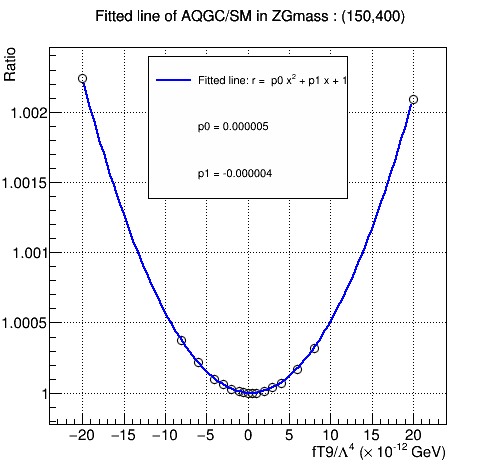 Fitted line of AQGC/SM in ZGmass : (150,400)
Ratio
Fitted line: r = p0 x² + p1 x + 1
p0 = 0.000005
p1 = -0.000004
1.002
1.0015
1.001
1.0005
1
−20 −15 −10 −5 0 5 10 15 20
fT9/Λ⁴ (× 10⁻¹² GeV)